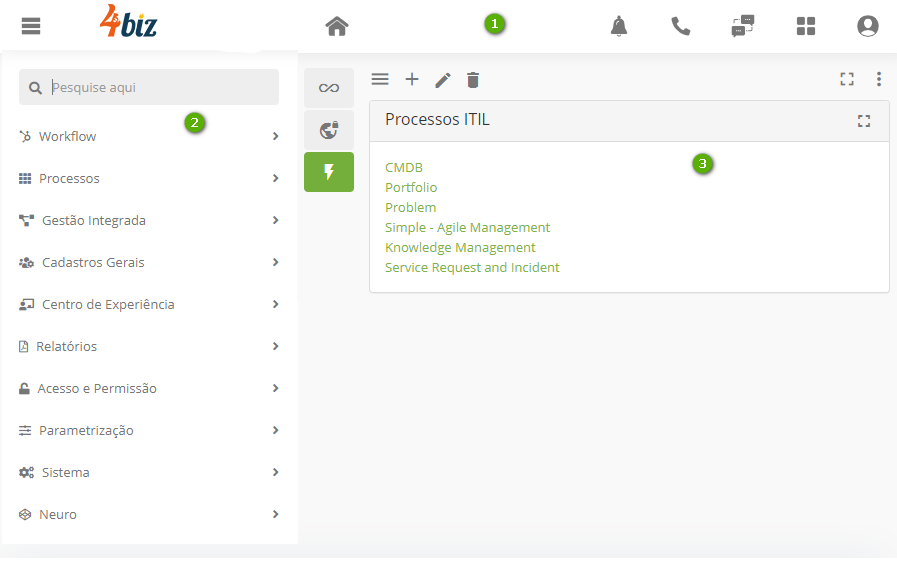 4biz
1
Pesquise aqui
2
Workflow
Processos
Gestão Integrada
Cadastros Gerais
Centro de Experiência
Relatórios
Acesso e Permissão
Parametrização
Sistema
Neuro
Processos ITIL
3
CMDB
Portfolio
Problem
Simple - Agile Management
Knowledge Management
Service Request and Incident